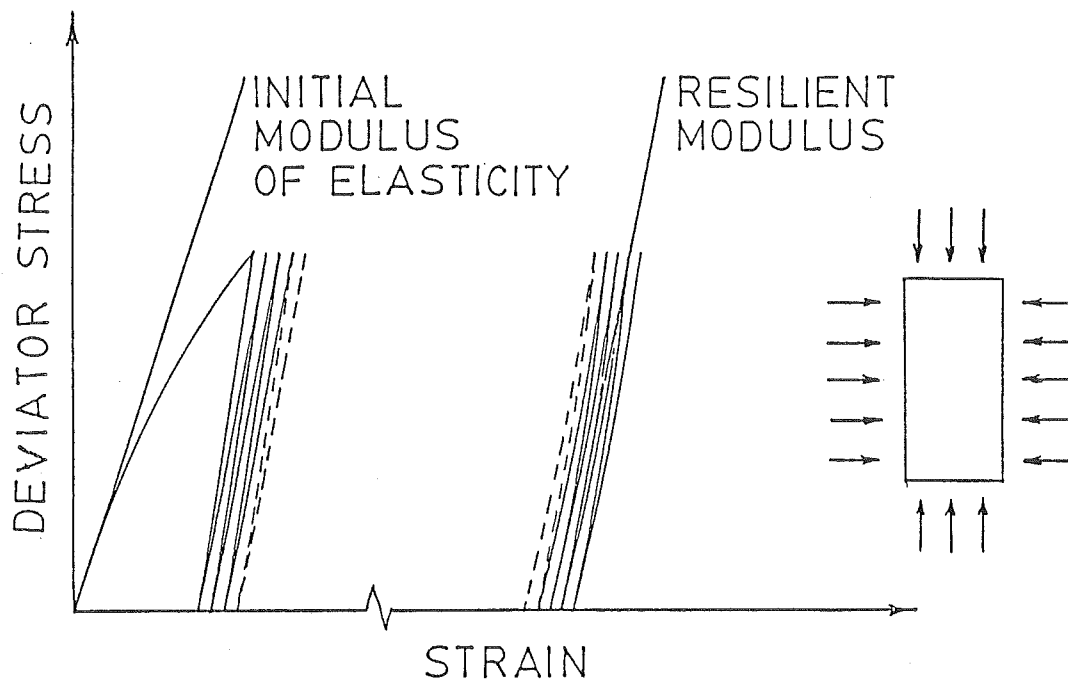 INITIAL
MODULUS
OF ELASTICITY
RESILIENT
MODULUS
DEVIATOR STRESS
STRAIN